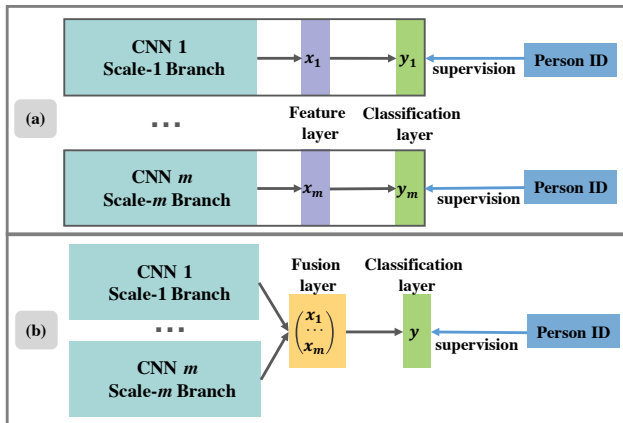 CNN 1
Scale-1 Branch
x₁
y₁
supervision
Person ID
(a)
...
Feature
layer
Classification
layer
CNN m
Scale-m Branch
xₘ
yₘ
supervision
Person ID
CNN 1
Scale-1 Branch
Fusion
layer
Classification
layer
(b)
...
x₁
...
xₘ
y
supervision
Person ID
CNN m
Scale-m Branch